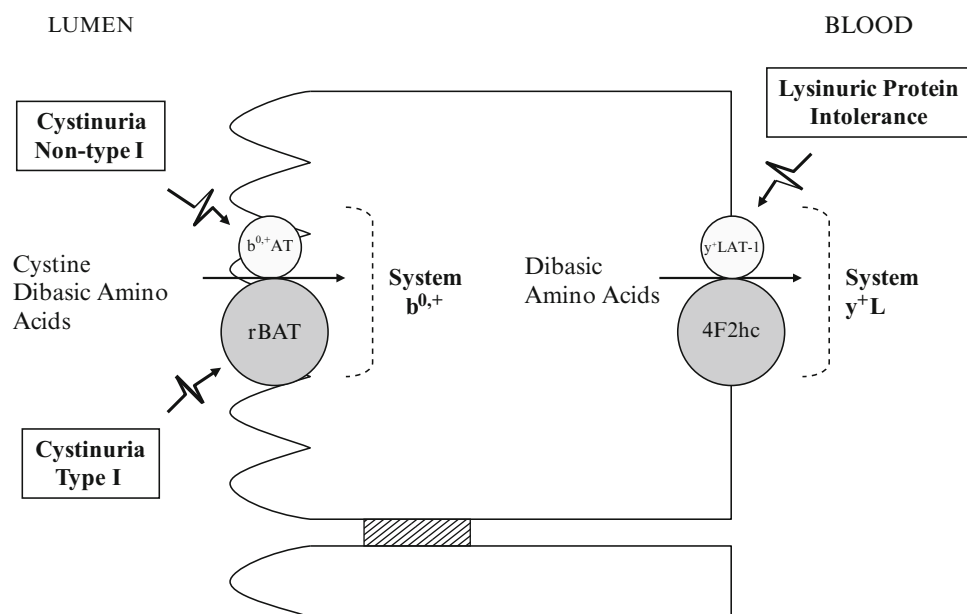 LUMEN
BLOOD
Cystinuria
Non-type I
Lysinuric Protein
Intolerance
b⁰,⁺AT
y⁺LAT-1
Cystine
Dibasic Amino
Acids
System
b⁰,⁺
Dibasic
Amino Acids
System
y⁺L
rBAT
4F2hc
Cystinuria
Type I